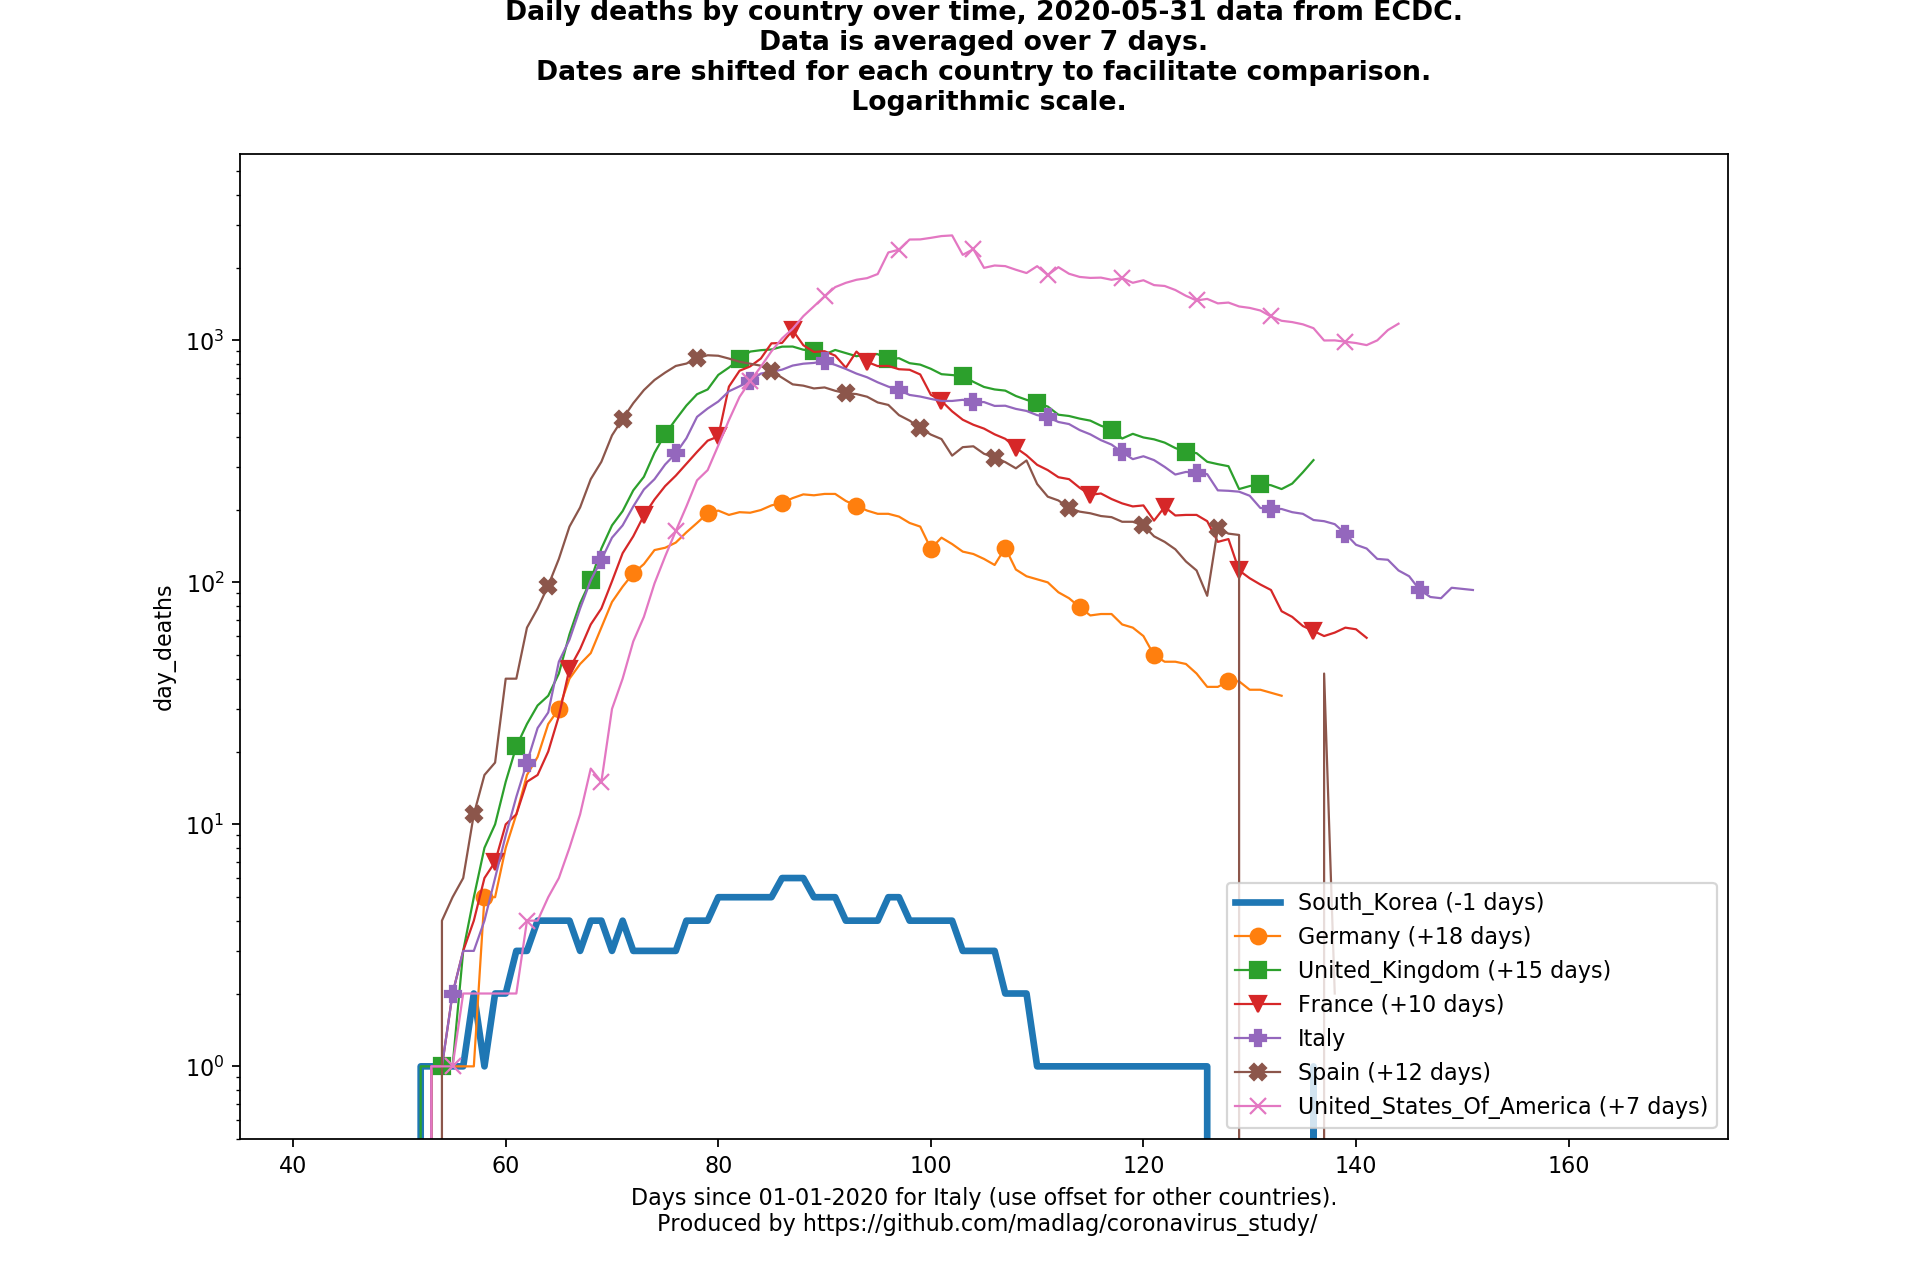 Daily deaths by country over time, 2020-05-31 data from ECDC.
Data is averaged over 7 days.
Dates are shifted for each country to facilitate comparison.
Logarithmic scale.
day_deaths
10³
10²
10¹
10⁰
40 60 80 100 120 140 160
South_Korea (-1 days)
Germany (+18 days)
United_Kingdom (+15 days)
France (+10 days)
Italy
Spain (+12 days)
United_States_Of_America (+7 days)
Days since 01-01-2020 for Italy (use offset for other countries).
Produced by https://github.com/madlag/coronavirus_study/